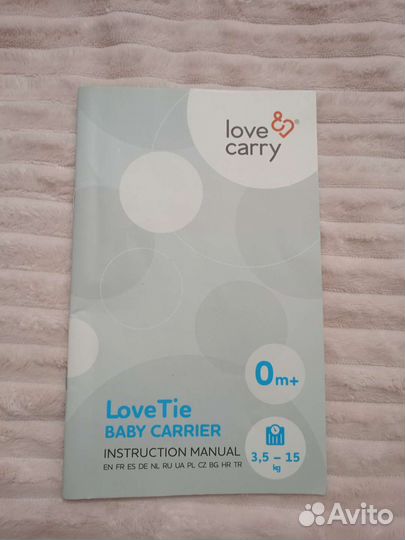 love &
carry®
0m+
LoveTie
BABY CARRIER
INSTRUCTION MANUAL
EN FR ES DE NL RU UA PL CZ BG HR TR
3,5 – 15
kg
Avito